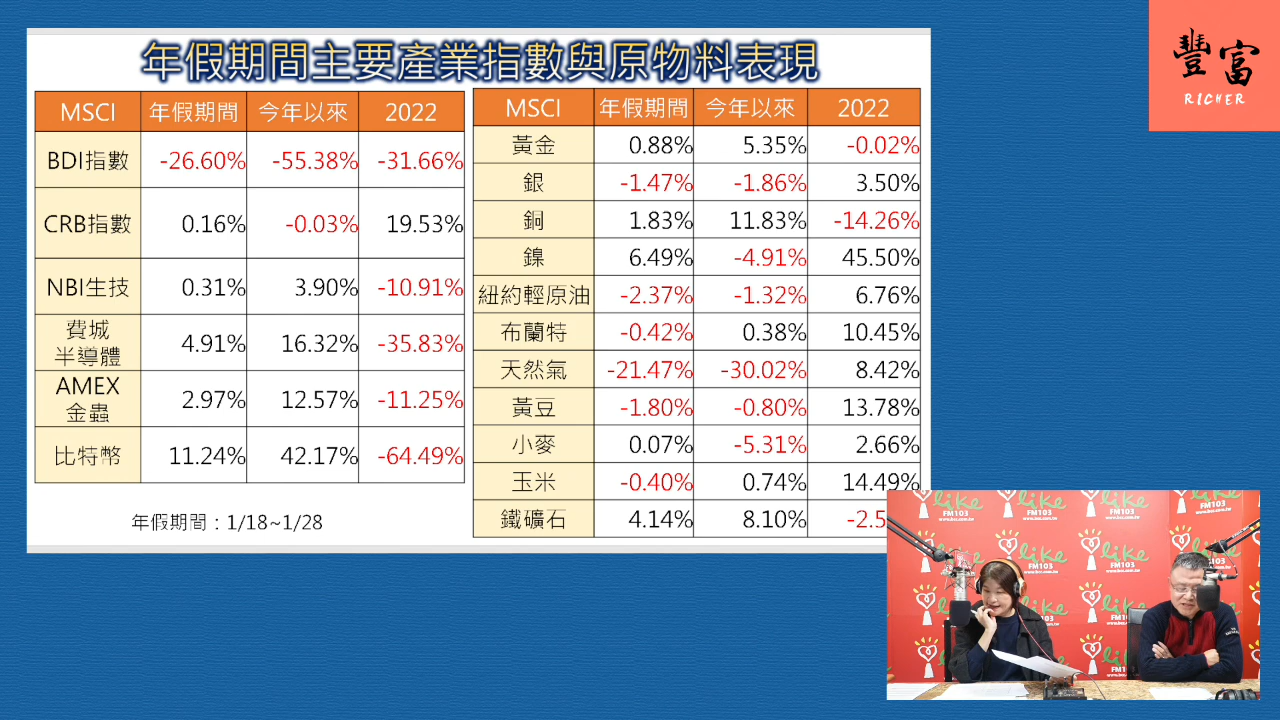 年假期間主要產業指數與原物料表現
MSCI 年假期間 今年以來 2022
BDI指數 -26.60% -55.38% -31.66%
CRB指數 0.16% -0.03% 19.53%
NBI生技 0.31% 3.90% -10.91%
費城
半導體 4.91% 16.32% -35.83%
AMEX
金蟲 2.97% 12.57% -11.25%
比特幣 11.24% 42.17% -64.49%
年假期間：1/18~1/28
MSCI 年假期間 今年以來 2022
黃金 0.88% 5.35% -0.02%
銀 -1.47% -1.86% 3.50%
銅 1.83% 11.83% -14.26%
鎳 6.49% -4.91% 45.50%
紐約輕原油 -2.37% -1.32% 6.76%
布蘭特 -0.42% 0.38% 10.45%
天然氣 -21.47% -30.02% 8.42%
黃豆 -1.80% -0.80% 13.78%
小麥 0.07% -5.31% 2.66%
玉米 -0.40% 0.74% 14.49%
鐵礦石 4.14% 8.10% -2.5
豐富
RICHER
like
FM103
www.bcc.com.tw